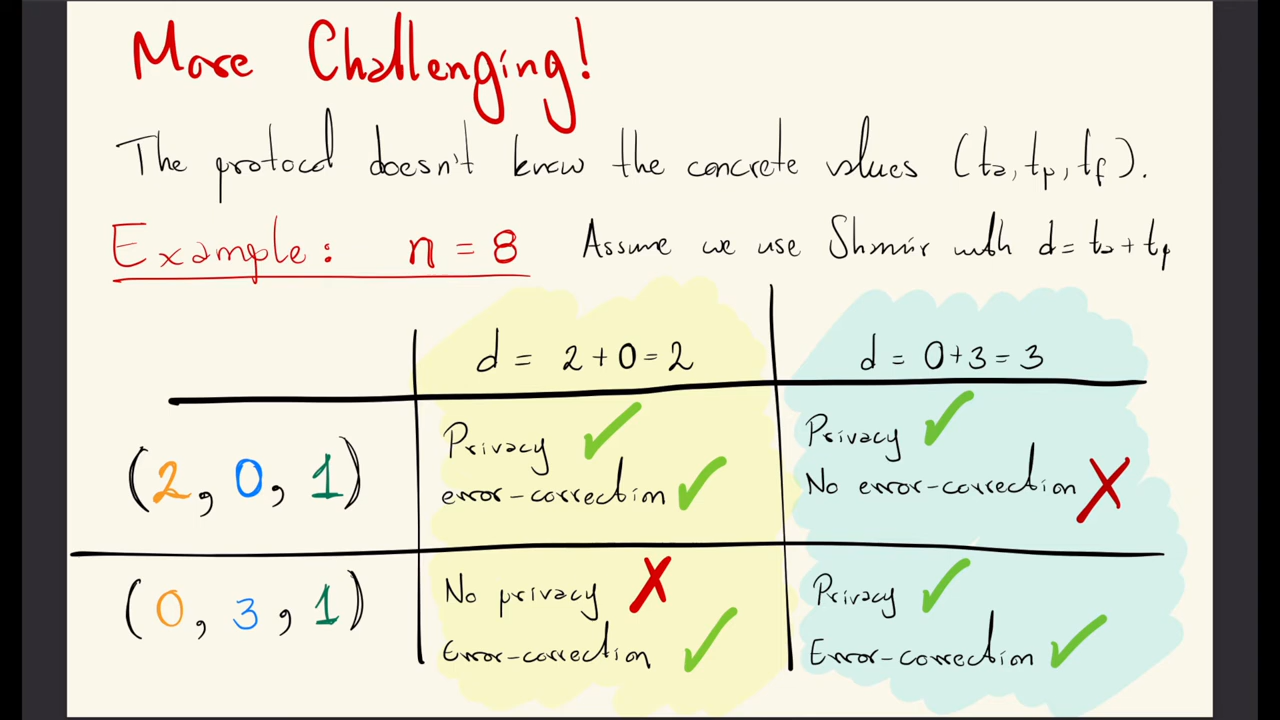 More Challenging!
The protocol doesn't know the concrete values (ta, tp, tf).
Example: n = 8 Assume we use Shamir with d = ta + tp
d = 2+0=2 d = 0+3=3
(2, 0, 1)
Privacy ✓
error-correction ✓
Privacy ✓
No error-correction ✗
(0, 3, 1)
No privacy ✗
Error-correction ✓
Privacy ✓
Error-correction ✓